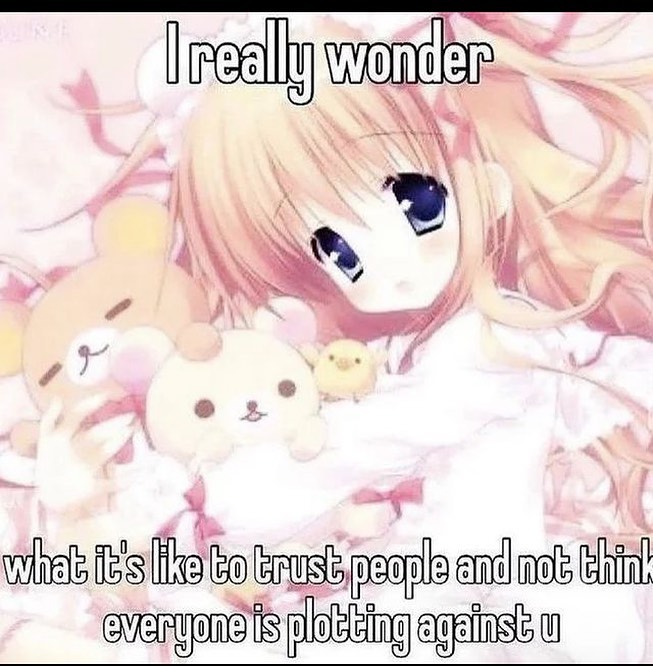 I really wonder
what it's like to trust people and not think
everyone is plotting against u